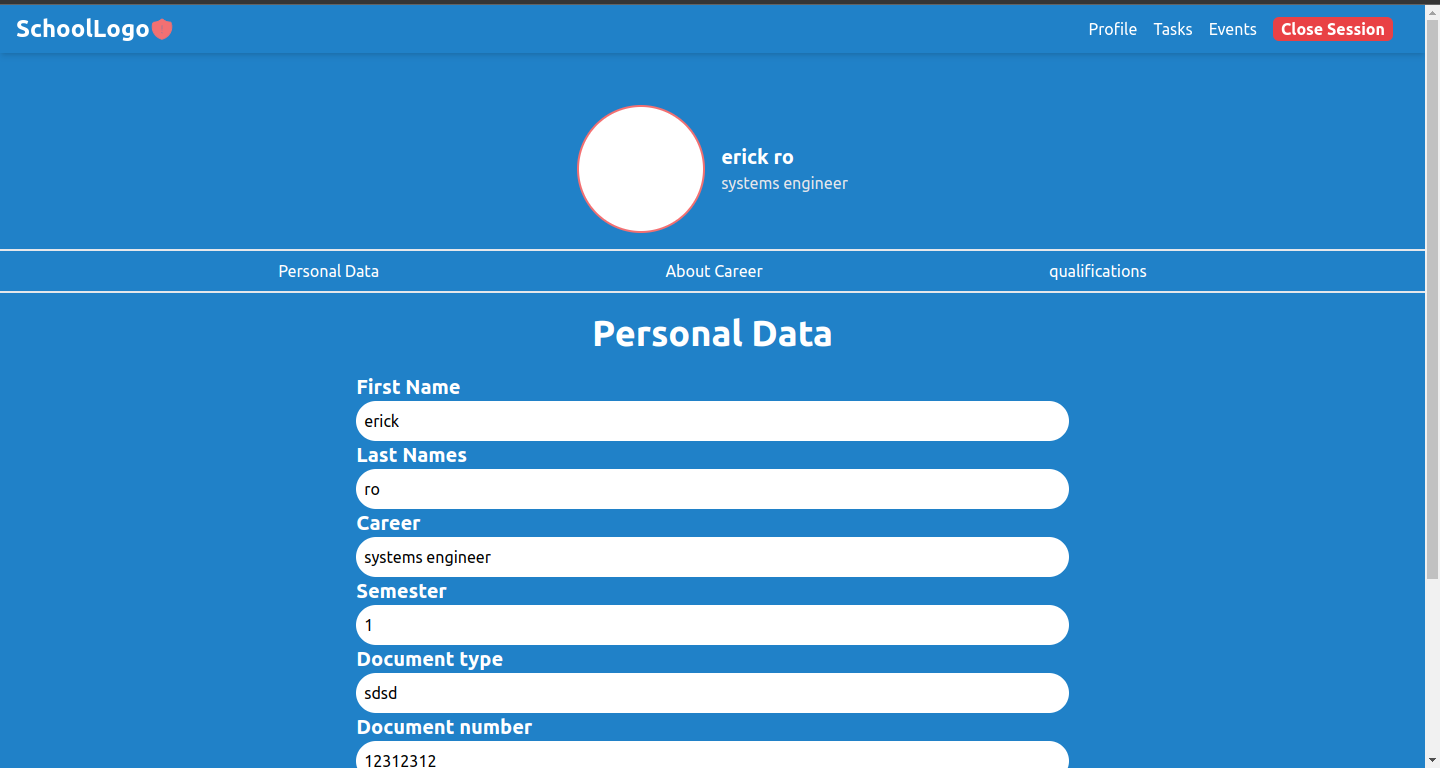 SchoolLogo
Profile Tasks Events Close Session
erick ro
systems engineer
Personal Data About Career qualifications
Personal Data
First Name
erick
Last Names
ro
Career
systems engineer
Semester
1
Document type
sdsd
Document number
12312312